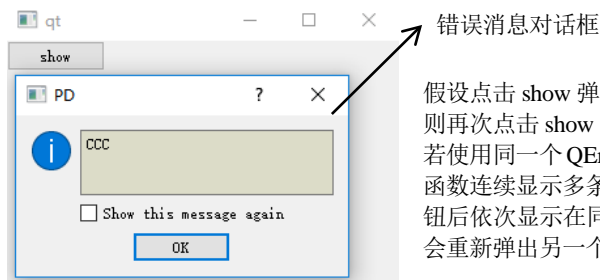 qt
错误消息对话框
show
PD
?
CCC
Show this message again
OK
假设点击 show 弹
则再次点击 show
若使用同一个
函数连续显示多条
钮后依次显示在同
会重新弹出另一个